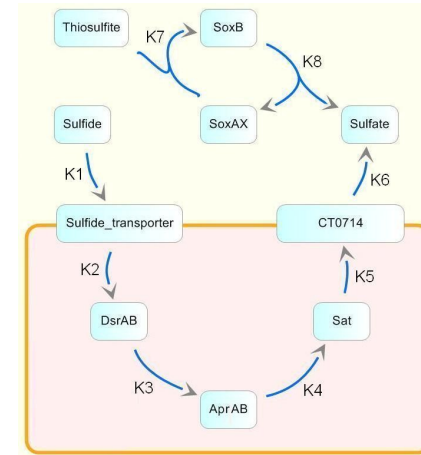 Thiosulfite
K7
SoxB
K8
Sulfide
SoxAX
Sulfate
K1
K6
Sulfide_transporter
CT0714
K2
K5
DsrAB
Sat
K3
K4
AprAB